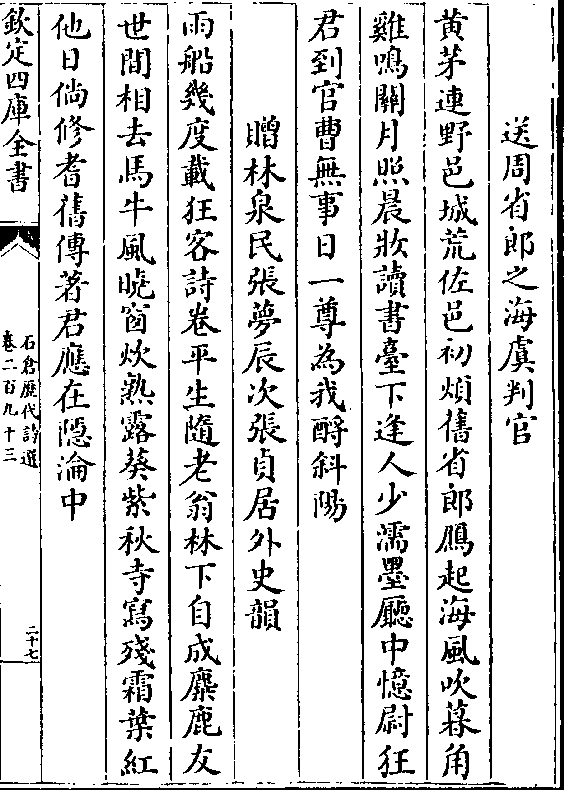 送周省郎之海虞判官
黄茅連野邑城荒佐邑初煩舊省郎鴈起海風吹暮角
雞鳴關月照晨妝讀書臺下逢人少濡墨廳中憶尉狂
君到官曹無事日一尊為我酹斜陽
贈林泉民張夢辰次張貞居外史韻
雨船幾度載狂客詩卷平生隨老翁林下自成麋鹿友
世間相去馬牛風曉窗炊熟露葵紫秋寺寫殘霜葉紅
他日倘修耆舊傳著君應在隠淪中
欽定四庫全書
石倉歴代詩選
卷二百九十三
二十七